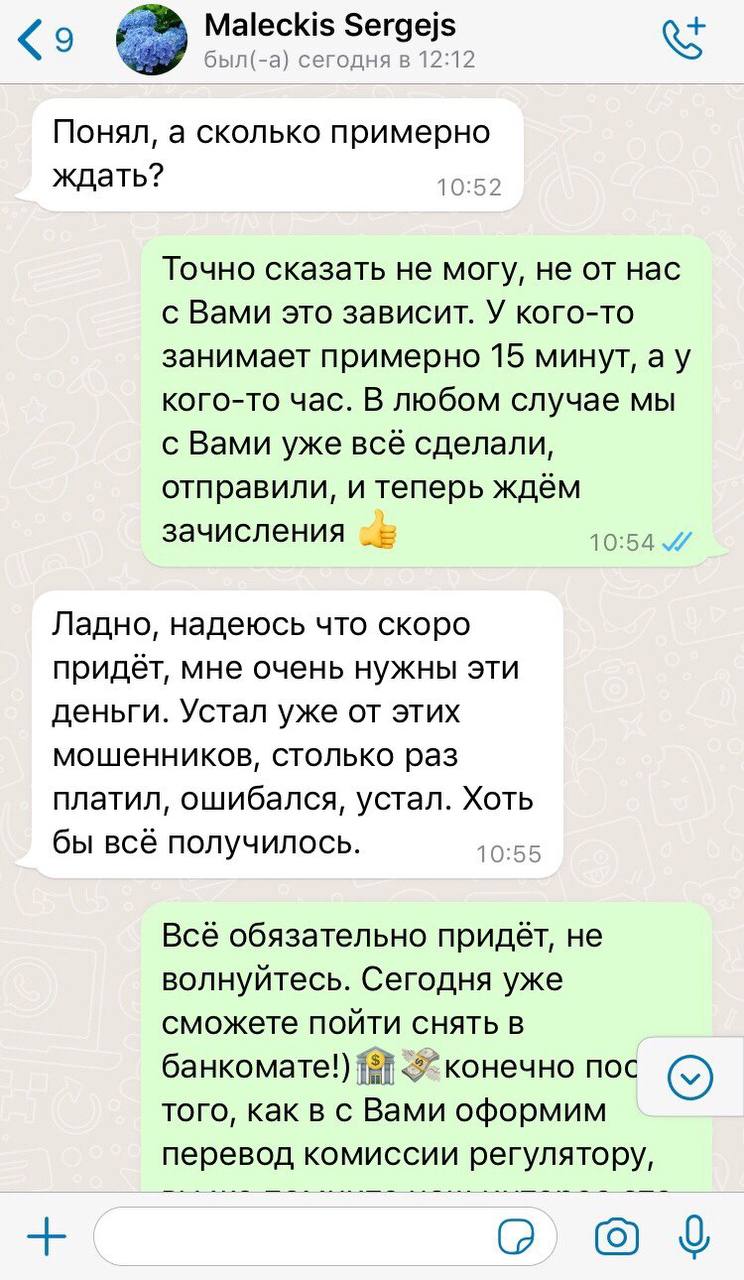 9
Maleckis Sergejs
был(-а) сегодня в 12:12
Понял, а сколько примерно
ждать?
10:52
Точно сказать не могу, не от нас
с Вами это зависит. У кого-то
занимает примерно 15 минут, а у
кого-то час. В любом случае мы
с Вами уже всё сделали,
отправили, и теперь ждём
зачисления 👍
10:54
Ладно, надеюсь что скоро
придёт, мне очень нужны эти
деньги. Устал уже от этих
мошенников, столько раз
платил, ошибался, устал. Хоть
бы всё получилось.
10:55
Всё обязательно придёт, не
волнуйтесь. Сегодня уже
сможете пойти снять в
банкомате!)🏦💸конечно
того, как в с Вами оформим
перевод комиссии регулятору,